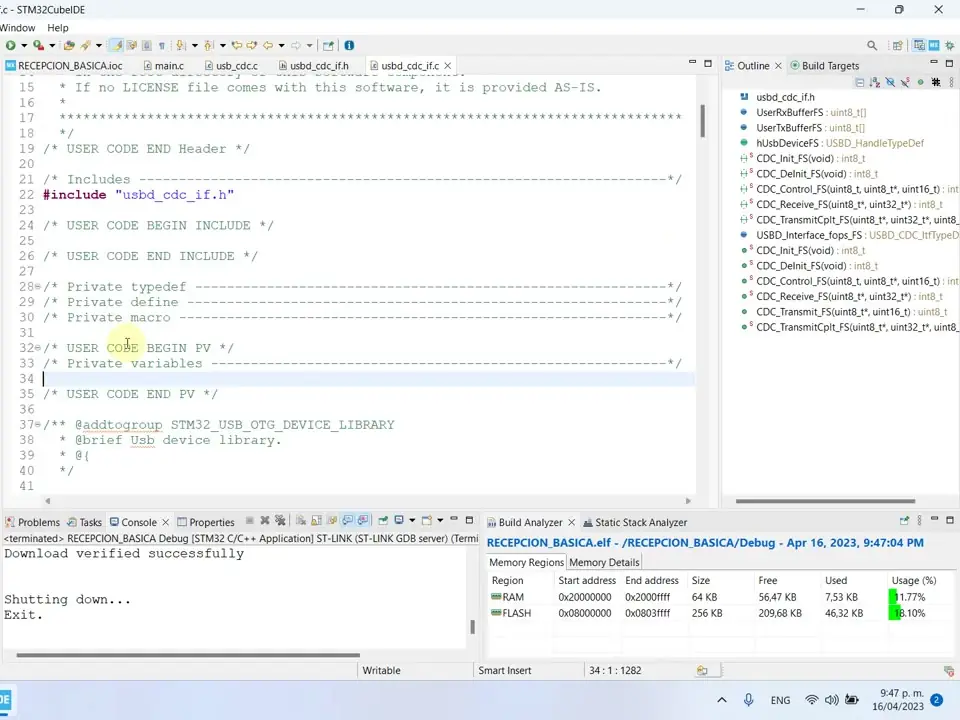 f.c - STM32CubeIDE
Window Help
RECEPCION_BASICA.ioc main.c usb_cdc.c usbd_cdc_if.h usbd_cdc_if.c
15 * If no LICENSE file comes with this software, it is provided AS-IS.
16 *
17 ******************************************************************************
18 */
19 /* USER CODE END Header */
20
21 /* Includes ------------------------------------------------------------------*/
22 #include "usbd_cdc_if.h"
23
24 /* USER CODE BEGIN INCLUDE */
25
26 /* USER CODE END INCLUDE */
27
28 /* Private typedef -----------------------------------------------------------*/
29 /* Private define ------------------------------------------------------------*/
30 /* Private macro -------------------------------------------------------------*/
31
32 /* USER CODE BEGIN PV */
33 /* Private variables ---------------------------------------------------------*/
34
35 /* USER CODE END PV */
36
37 /** @addtogroup STM32_USB_OTG_DEVICE_LIBRARY
38 * @brief Usb device library.
39 * @{
40 */
41
Outline Build Targets
usbd_cdc_if.h
UserRxBufferFS : uint8_t[]
UserTxBufferFS : uint8_t[]
hUsbDeviceFS : USBD_HandleTypeDef
CDC_Init_FS(void) : int8_t
CDC_DeInit_FS(void) : int8_t
CDC_Control_FS(uint8_t, uint8_t*, uint16_t) : int8
CDC_Receive_FS(uint8_t*, uint32_t*) : int8_t
CDC_TransmitCplt_FS(uint8_t*, uint32_t*, uint8_
USBD_Interface_fops_FS : USBD_CDC_ItfTypeD
CDC_Init_FS(void) : int8_t
CDC_DeInit_FS(void) : int8_t
CDC_Control_FS(uint8_t, uint8_t*, uint16_t) : int8
CDC_Receive_FS(uint8_t*, uint32_t*) : int8_t
CDC_Transmit_FS(uint8_t*, uint16_t) : uint8_t
CDC_TransmitCplt_FS(uint8_t*, uint32_t*, uint8_
Problems Tasks Console Properties
<terminated> RECEPCION_BASICA Debug [STM32 C/C++ Application] ST-LINK (ST-LINK GDB server) (Termi
Download verified successfully
Shutting down...
Exit.
Build Analyzer Static Stack Analyzer
RECEPCION_BASICA.elf - /RECEPCION_BASICA/Debug - Apr 16, 2023, 9:47:04 PM
Memory Regions Memory Details
Region Start address End address Size Free Used Usage (%)
RAM 0x20000000 0x2000ffff 64 KB 56,47 KB 7,53 KB 11.77%
FLASH 0x08000000 0x0803ffff 256 KB 209,68 KB 46,32 KB 18.10%
Writable Smart Insert 34 : 1 : 1282
DE ENG 9:47 p. m.
16/04/2023 2